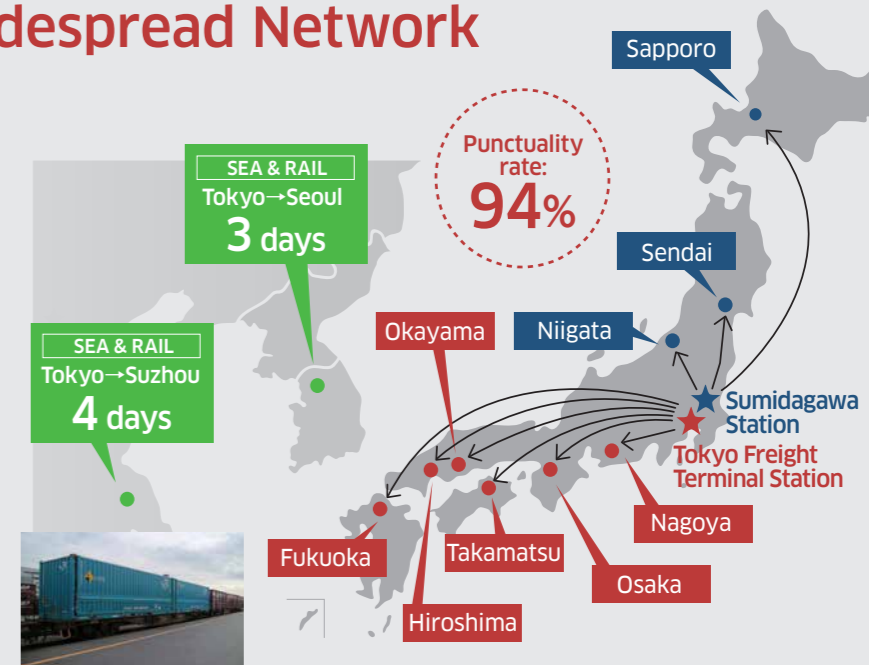 despread Network
Sapporo
Punctuality
rate:
94%
SEA & RAIL
Tokyo→Seoul
3 days
Sendai
Okayama
Niigata
SEA & RAIL
Tokyo→Suzhou
4 days
Sumidagawa
Station
Tokyo Freight
Terminal Station
Nagoya
Fukuoka
Takamatsu
Osaka
Hiroshima